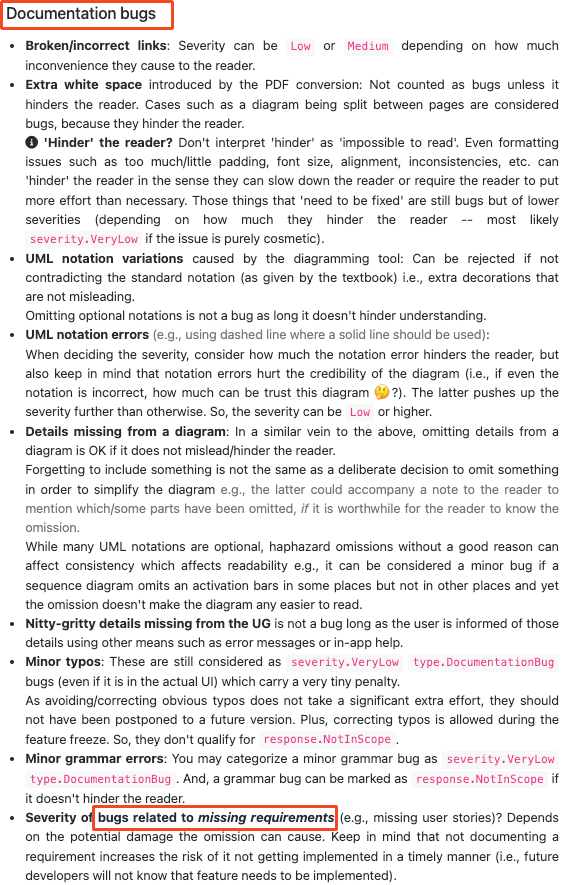 Documentation bugs
• Broken/incorrect links: Severity can be Low or Medium depending on how much
inconvenience they cause to the reader.
• Extra white space introduced by the PDF conversion: Not counted as bugs unless it
hinders the reader. Cases such as a diagram being split between pages are considered
bugs, because they hinder the reader.
'Hinder' the reader? Don't interpret 'hinder' as 'impossible to read'. Even formatting
issues such as too much/little padding, font size, alignment, inconsistencies, etc. can
'hinder' the reader in the sense they can slow down the reader or require the reader to put
more effort than necessary. Those things that 'need to be fixed' are still bugs but of lower
severities (depending on how much they hinder the reader -- most likely
severity.VeryLow if the issue is purely cosmetic).
• UML notation variations caused by the diagramming tool: Can be rejected if not
contradicting the standard notation (as given by the textbook) i.e., extra decorations that
are not misleading.
Omitting optional notations is not a bug as long it doesn't hinder understanding.
• UML notation errors (e.g., using dashed line where a solid line should be used):
When deciding the severity, consider how much the notation error hinders the reader, but
also keep in mind that notation errors hurt the credibility of the diagram (i.e., if even the
notation is incorrect, how much can be trust this diagram 🤔?). The latter pushes up the
severity further than otherwise. So, the severity can be Low or higher.
• Details missing from a diagram: In a similar vein to the above, omitting details from a
diagram is OK if it does not mislead/hinder the reader.
Forgetting to include something is not the same as a deliberate decision to omit something
in order to simplify the diagram e.g., the latter could accompany a note to the reader to
mention which/some parts have been omitted, if it is worthwhile for the reader to know the
omission.
While many UML notations are optional, haphazard omissions without a good reason can
affect consistency which affects readability e.g., it can be considered a minor bug if a
sequence diagram omits an activation bars in some places but not in other places and yet
the omission doesn't make the diagram any easier to read.
• Nitty-gritty details missing from the UG is not a bug long as the user is informed of those
details using other means such as error messages or in-app help.
• Minor typos: These are still considered as severity.VeryLow type.DocumentationBug
bugs (even if it is in the actual UI) which carry a very tiny penalty.
As avoiding/correcting obvious typos does not take a significant extra effort, they should
not have been postponed to a future version. Plus, correcting typos is allowed during the
feature freeze. So, they don't qualify for response.NotInScope.
• Minor grammar errors: You may categorize a minor grammar bug as severity.VeryLow
type.DocumentationBug. And, a grammar bug can be marked as response.NotInScope if
it doesn't hinder the reader.
• Severity of bugs related to missing requirements (e.g., missing user stories)? Depends
on the potential damage the omission can cause. Keep in mind that not documenting a
requirement increases the risk of it not getting implemented in a timely manner (i.e., future
developers will not know that feature needs to be implemented).